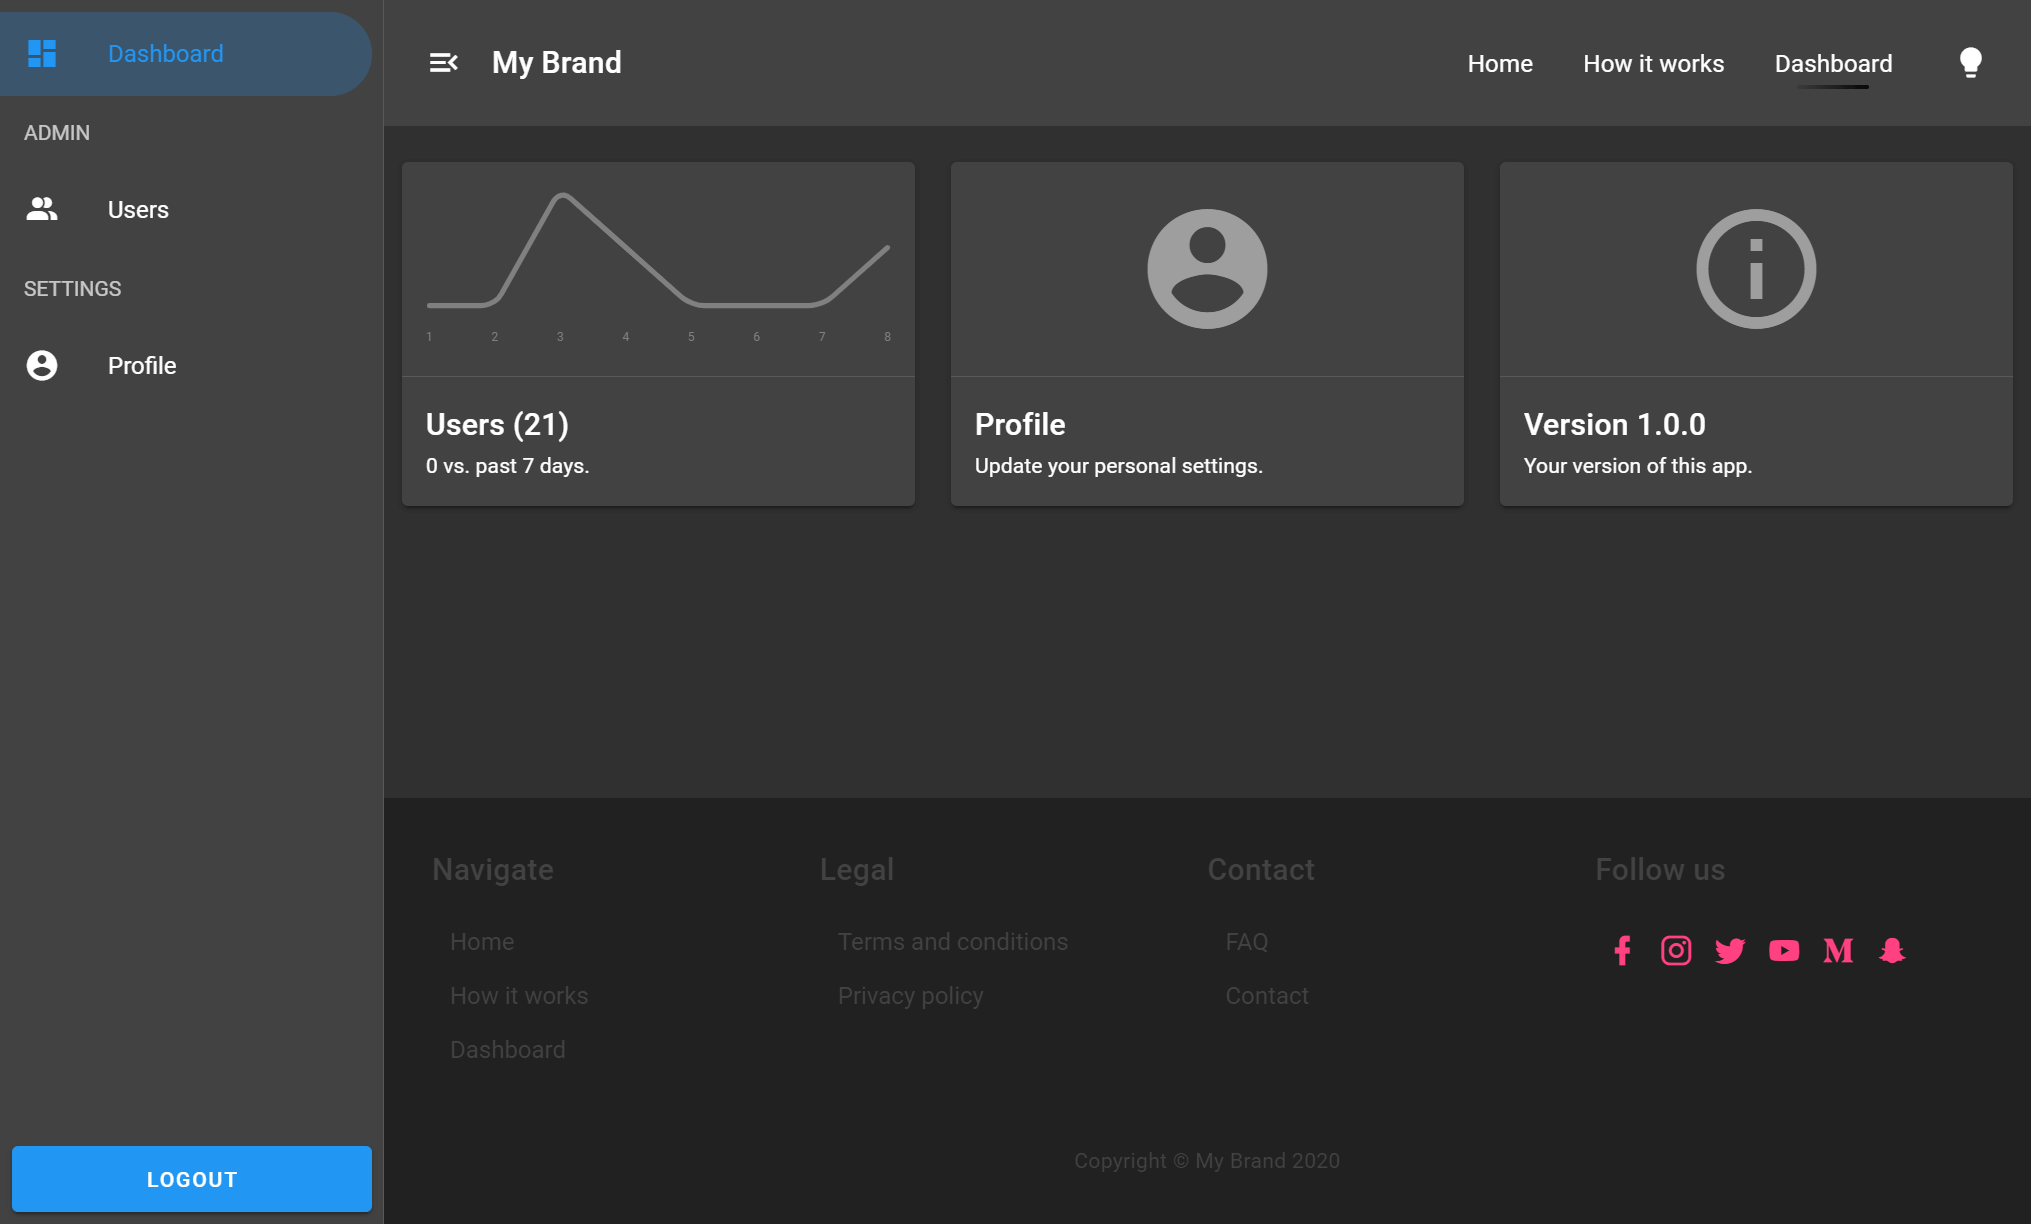 Dashboard
ADMIN
Users
SETTINGS
Profile
LOGOUT
My Brand
Home
How it works
Dashboard
1 2 3 4 5 6 7 8
Users (21)
0 vs. past 7 days.
Profile
Update your personal settings.
Version 1.0.0
Your version of this app.
Navigate
Home
How it works
Dashboard
Legal
Terms and conditions
Privacy policy
Contact
FAQ
Contact
Follow us
Copyright © My Brand 2020